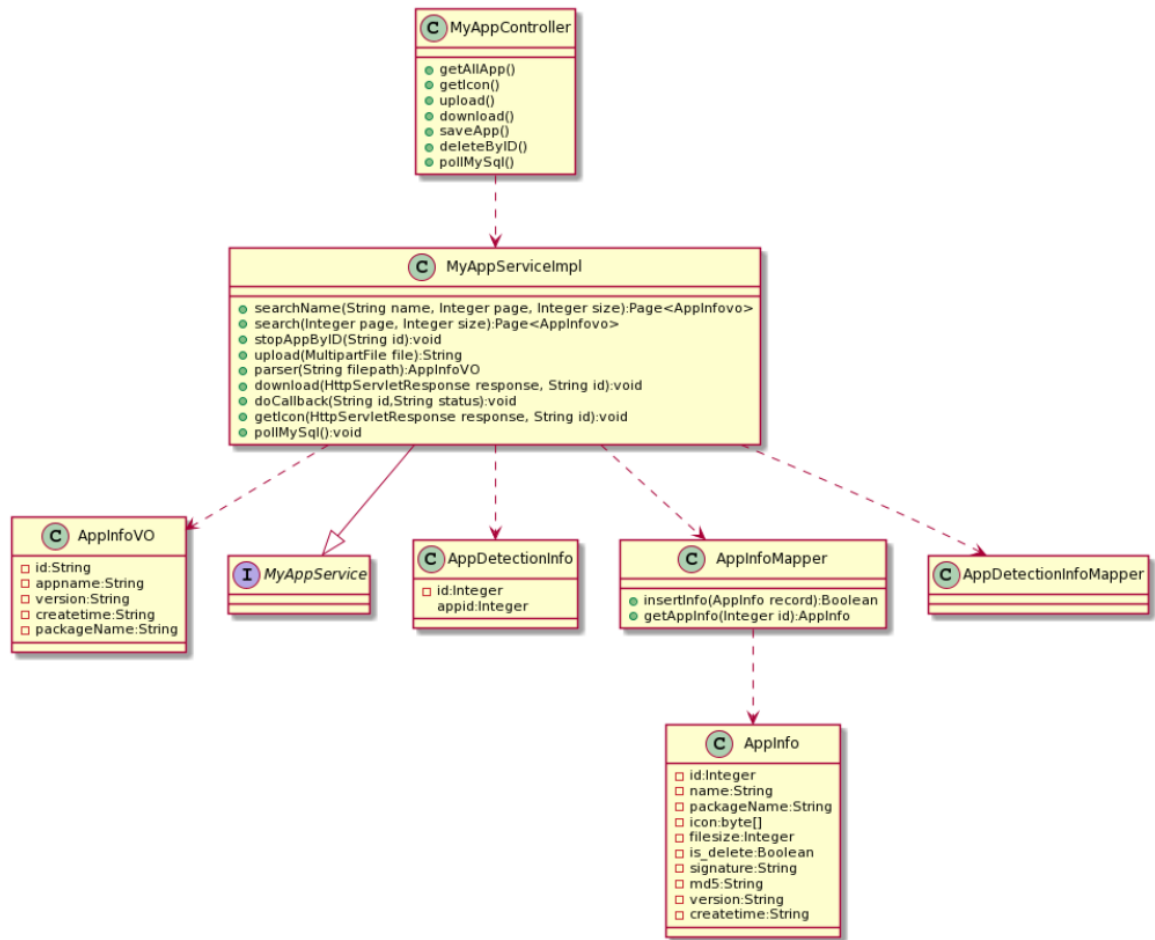 C MyAppController
getAllApp()
getIcon()
upload()
download()
saveApp()
deleteByID()
pollMySql()
C MyAppServiceImpl
searchName(String name, Integer page, Integer size):Page<AppInfovo>
search(Integer page, Integer size):Page<AppInfovo>
stopAppByID(String id):void
upload(MultipartFile file):String
parser(String filepath):AppInfoVO
download(HttpServletResponse response, String id):void
doCallback(String id,String status):void
getIcon(HttpServletResponse response, String id):void
pollMySql():void
C AppInfoVO
id:String
appname:String
version:String
createtime:String
packageName:String
I MyAppService
C AppDetectionInfo
id:Integer
appid:Integer
C AppInfoMapper
insertInfo(AppInfo record):Boolean
getAppInfo(Integer id):AppInfo
C AppDetectionInfoMapper
C AppInfo
id:Integer
name:String
packageName:String
icon:byte[]
filesize:Integer
is_delete:Boolean
signature:String
md5:String
version:String
createtime:String